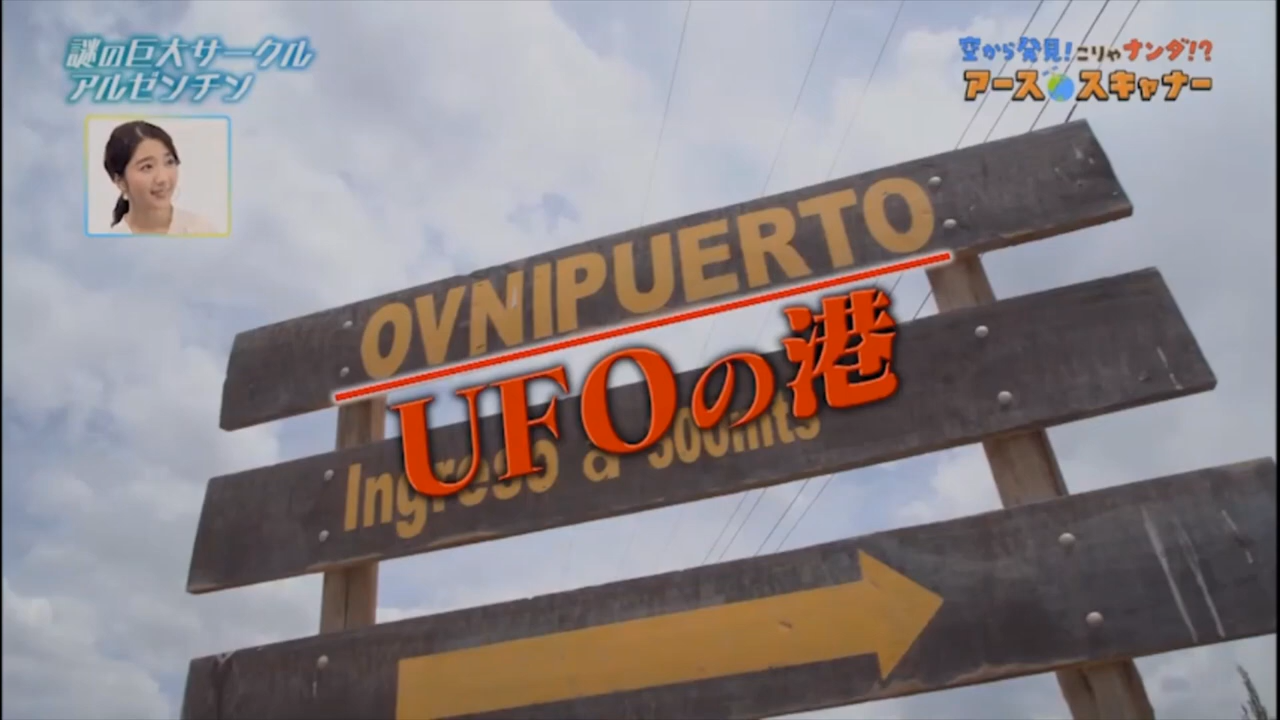 謎の巨大サークル
アルゼンチン
空から発見!こりゃナンダ!?
アース スキャナー
OVNIPUERTO
UFOの港
Ingreso a 500mts